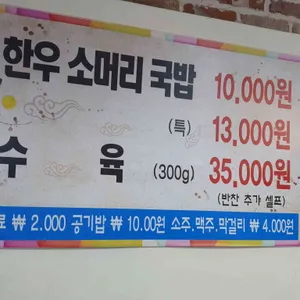 한우 소머리 국밥 10.000원
(특) 13.000원
수 육 (300g) 35.000원
(반찬 추가 셀프)
료 ₩ 2.000 공기밥 ₩ 10.00원 소주.맥주.막걸리 ₩ 4.000원